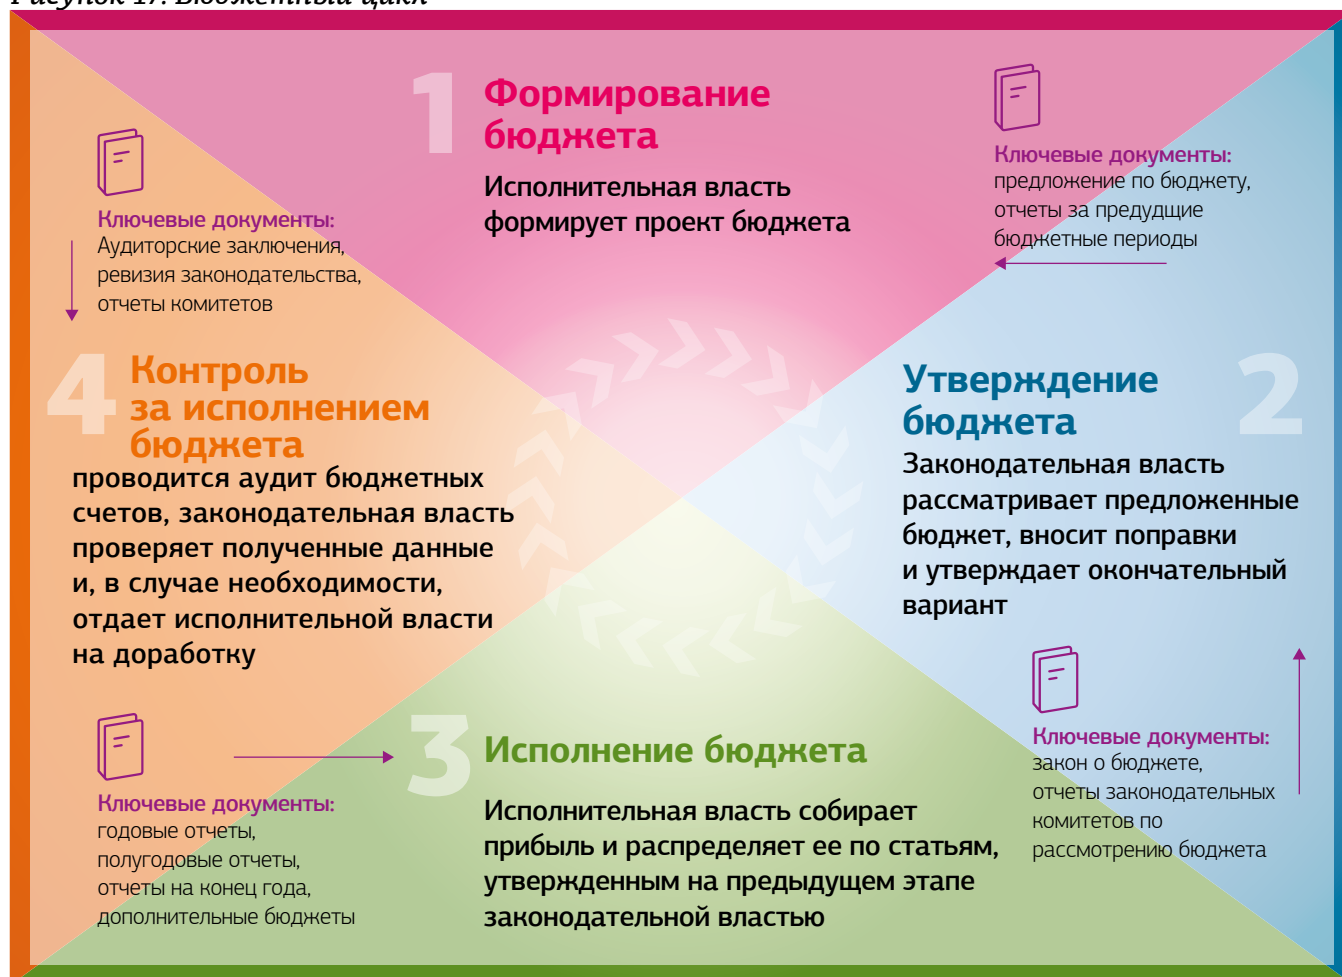 Рисунок 17. Бюджетный цикл
1
Формирование
бюджета
Исполнительная власть
формирует проект бюджета
Ключевые документы:
предложение по бюджету,
отчеты за предудщие
бюджетные периоды
2
Утверждение
бюджета
Законодательная власть
рассматривает предложенные
бюджет, вносит поправки
и утверждает окончательный
вариант
Ключевые документы:
закон о бюджете,
отчеты законодательных
комитетов по
рассмотрению бюджета
3
Исполнение бюджета
Исполнительная власть собирает
прибыль и распределяет ее по статьям,
утвержденным на предыдущем этапе
законодательной властью
Ключевые документы:
годовые отчеты,
полугодовые отчеты,
отчеты на конец года,
дополнительные бюджеты
4
Контроль
за исполнением
бюджета
проводится аудит бюджетных
счетов, законодательная власть
проверяет полученные данные
и, в случае необходимости,
отдает исполнительной власти
на доработку
Ключевые документы:
Аудиторские заключения,
ревизия законодательства,
отчеты комитетов